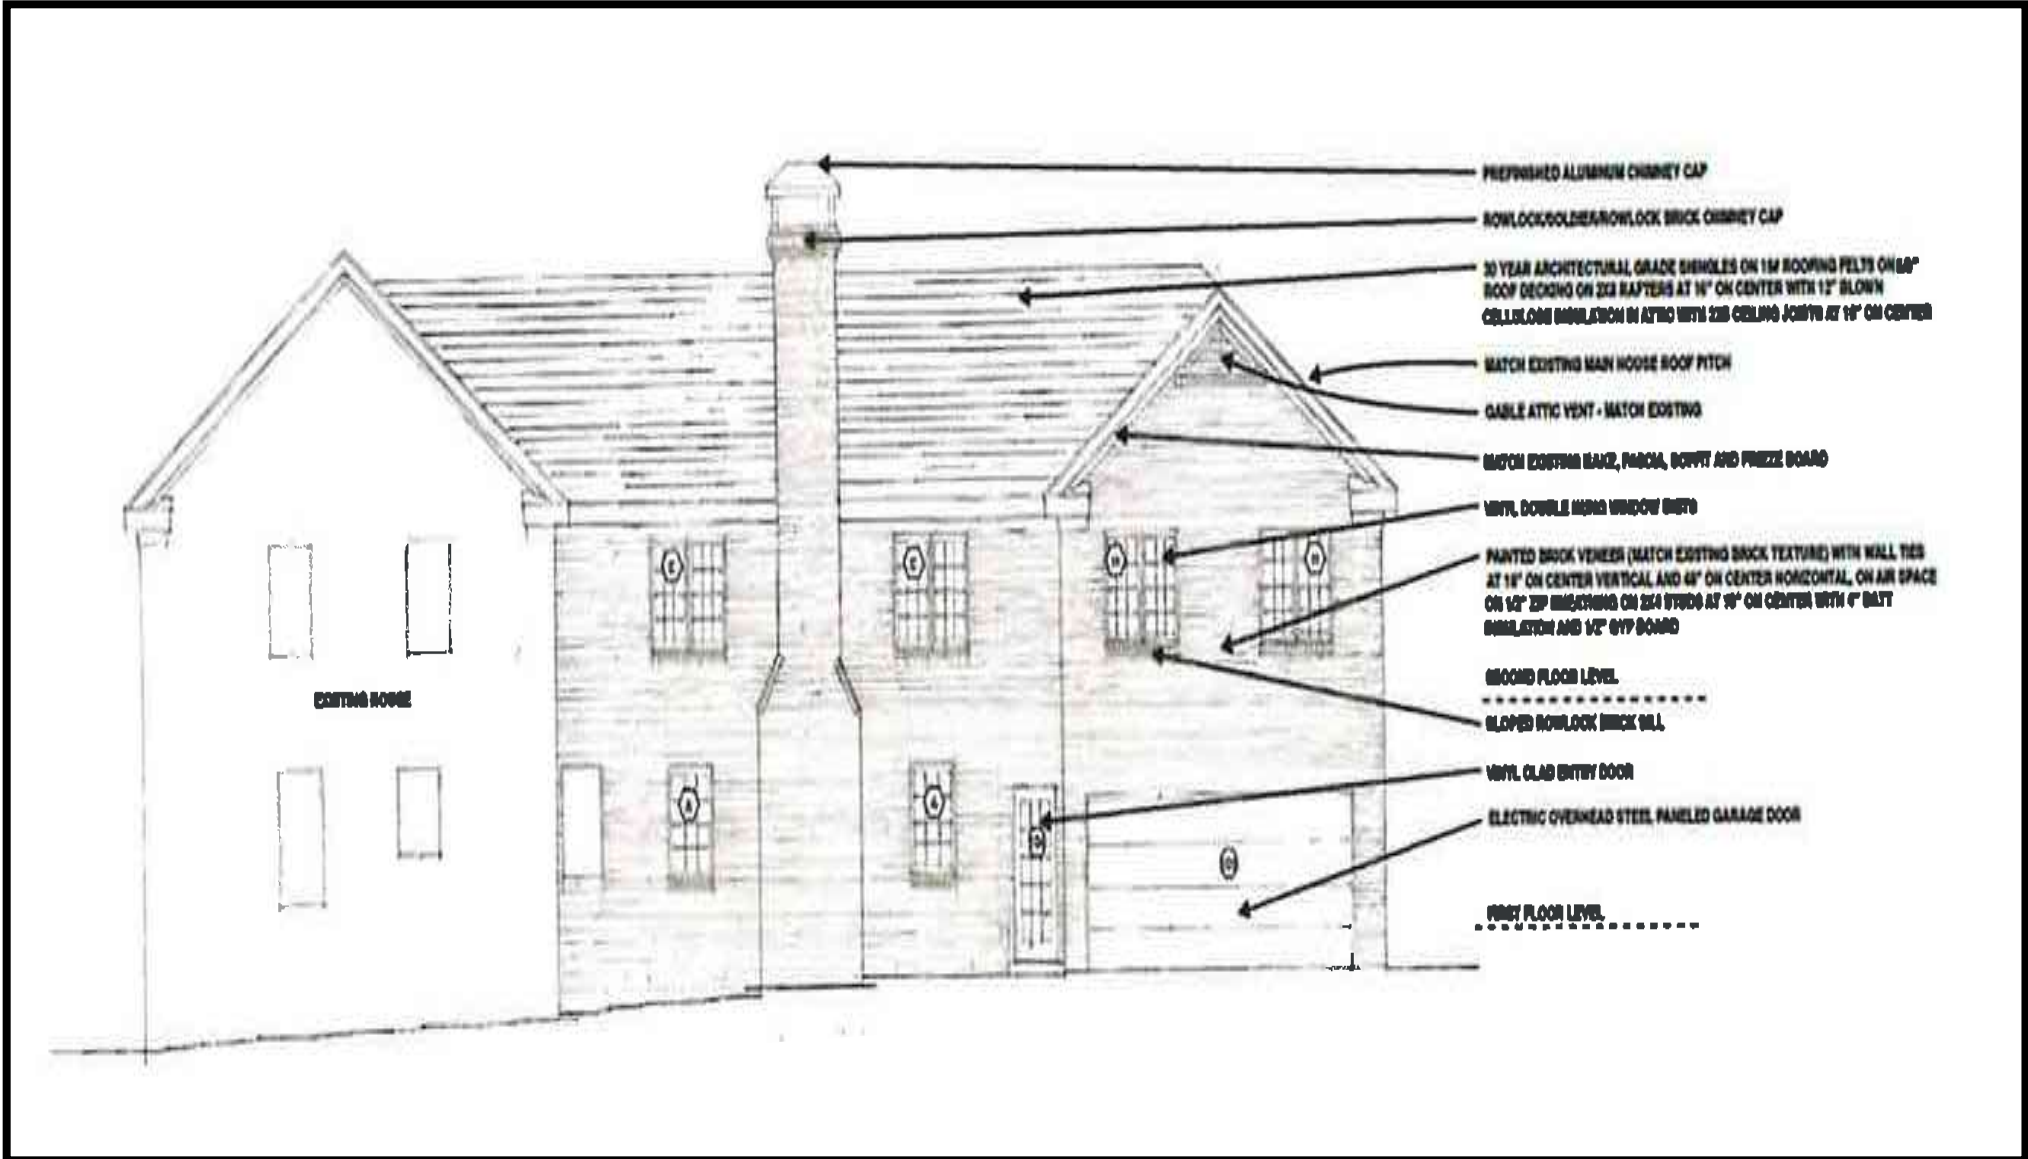 PREFINISHED ALUMINUM CHIMNEY CAP
ROWLOCK/SOLDIER/ROWLOCK BRICK CHIMNEY CAP
30 YEAR ARCHITECTURAL GRADE SHINGLES ON 15# ROOFING FELTS ON 5/8"
ROOF DECKING ON 2X8 RAFTERS AT 16" ON CENTER WITH 12" BLOWN
CELLULOSE INSULATION IN ATTIC WITH CEILING JOISTS AT 16" ON CENTER
MATCH EXISTING MAIN HOUSE ROOF PITCH
GABLE ATTIC VENT - MATCH EXISTING
MATCH EXISTING RAKE, FASCIA, SOFFIT AND FRIEZE BOARD
VINYL DOUBLE HUNG WINDOW UNITS
PAINTED BRICK VENEER (MATCH EXISTING BRICK TEXTURE) WITH WALL TIES
AT 16" ON CENTER VERTICAL AND 48" ON CENTER HORIZONTAL, ON AIR SPACE
ON 1/2" ZIP SHEATHING ON 2X4 STUDS AT 16" ON CENTER WITH 4" BATT
INSULATION AND 1/2" GYP BOARD
SECOND FLOOR LEVEL
SLOPED ROWLOCK BRICK SILL
VINYL CLAD ENTRY DOOR
ELECTRIC OVERHEAD STEEL PANELED GARAGE DOOR
FIRST FLOOR LEVEL
EXISTING HOUSE
E
E
H
H
A